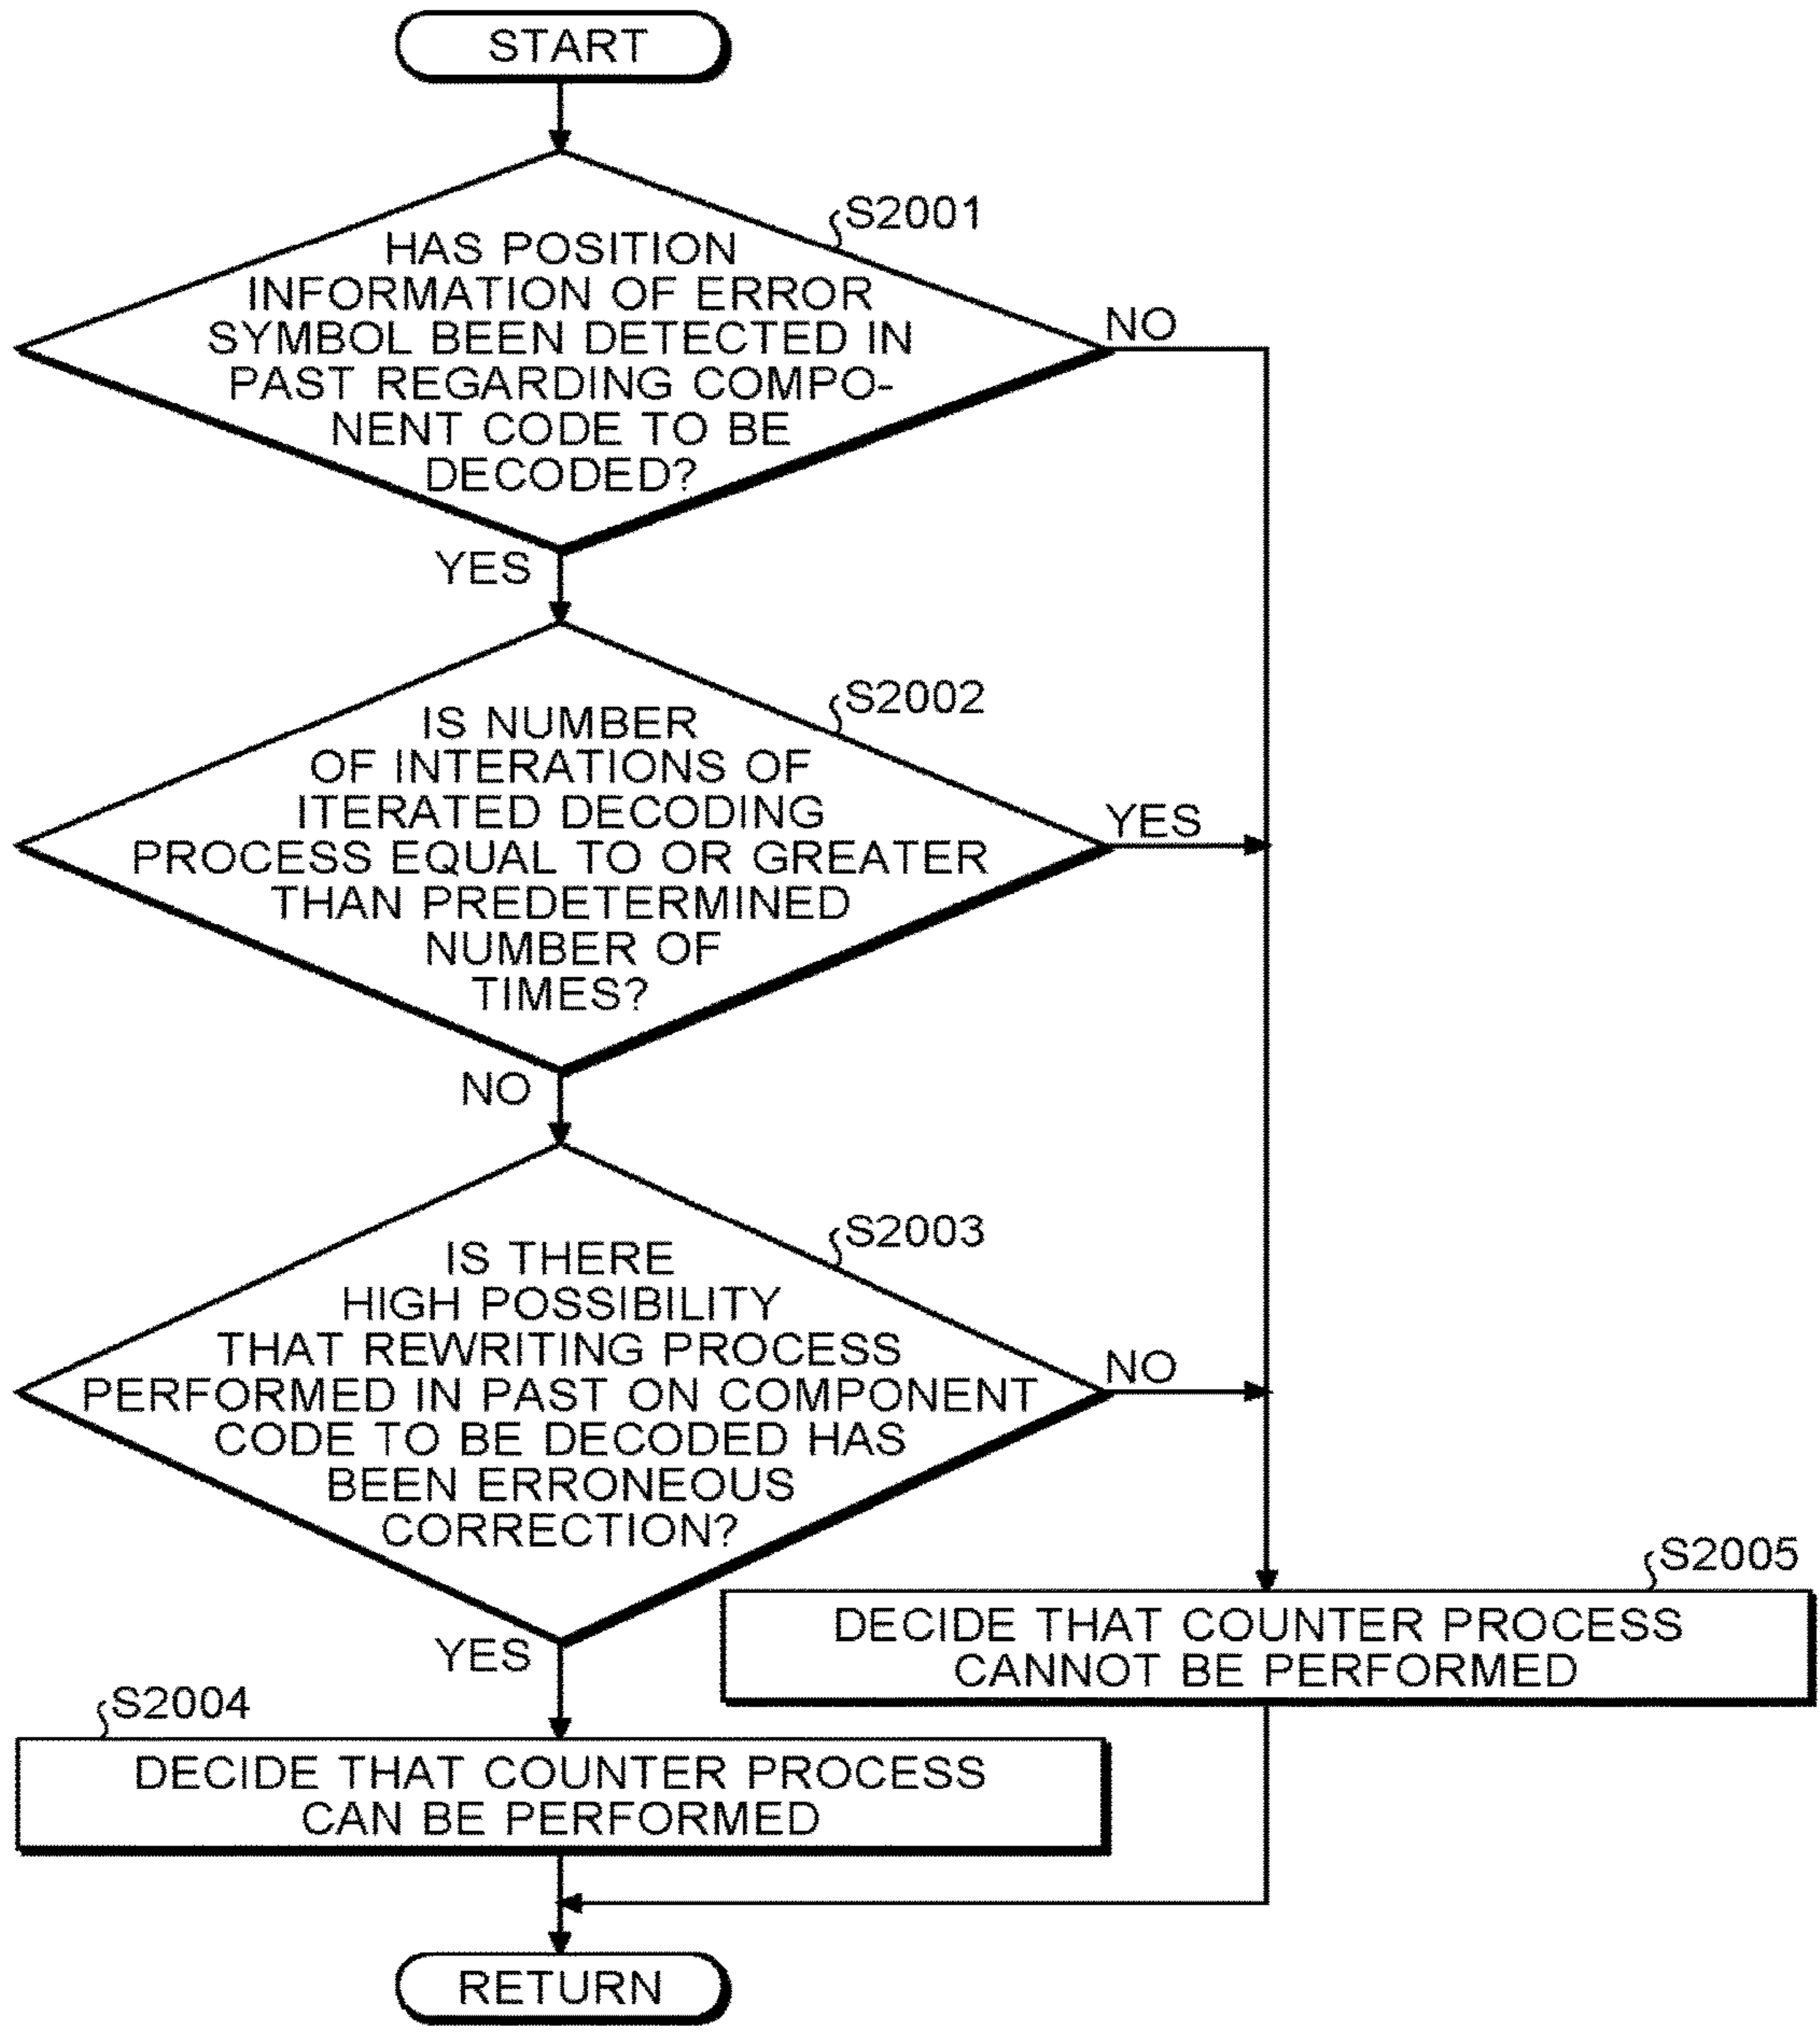 START
S2001
HAS POSITION
INFORMATION OF ERROR
SYMBOL BEEN DETECTED IN
PAST REGARDING COMPO-
NENT CODE TO BE
DECODED?
NO
YES
S2002
IS NUMBER
OF INTERATIONS OF
ITERATED DECODING
PROCESS EQUAL TO OR GREATER
THAN PREDETERMINED
NUMBER OF
TIMES?
YES
NO
S2003
IS THERE
HIGH POSSIBILITY
THAT REWRITING PROCESS
PERFORMED IN PAST ON COMPONENT
CODE TO BE DECODED HAS
BEEN ERRONEOUS
CORRECTION?
NO
YES
S2005
DECIDE THAT COUNTER PROCESS
CANNOT BE PERFORMED
S2004
DECIDE THAT COUNTER PROCESS
CAN BE PERFORMED
RETURN